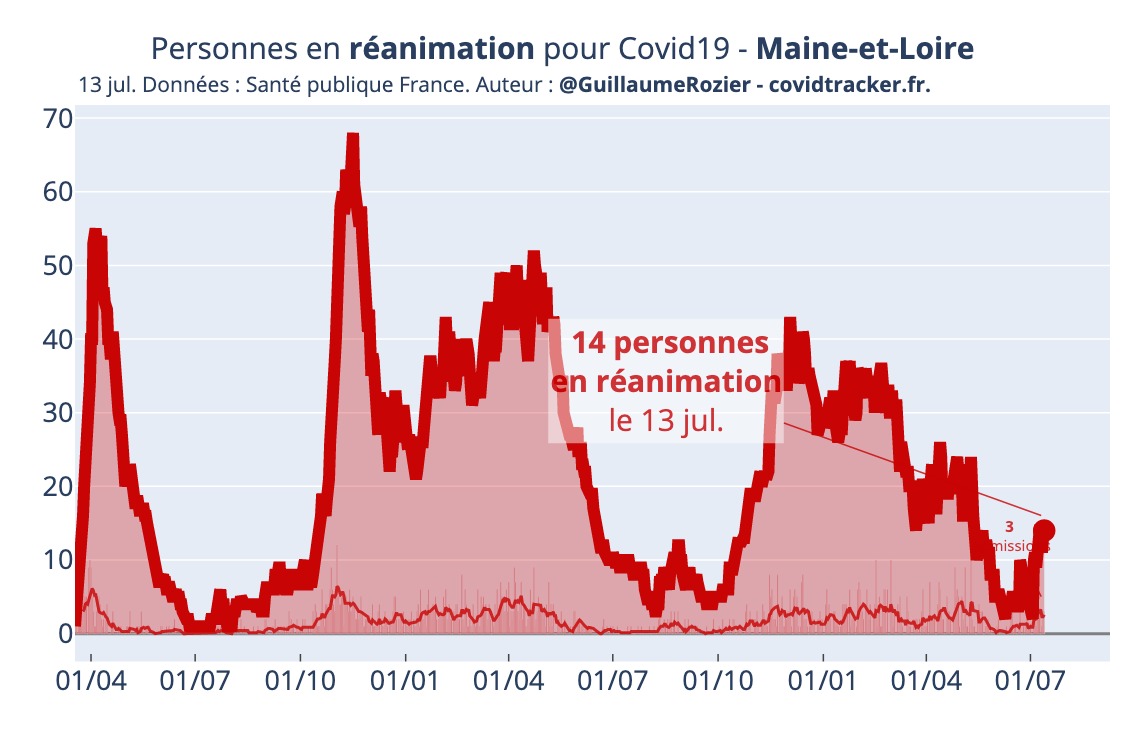 Personnes en réanimation pour Covid19 - Maine-et-Loire
13 jul. Données : Santé publique France. Auteur : @GuillaumeRozier - covidtracker.fr.
70
60
50
40
30
20
10
0
14 personnes
en réanimation
le 13 jul.
3
01/04 01/07 01/10 01/01 01/04 01/07 01/10 01/01 01/04 01/07